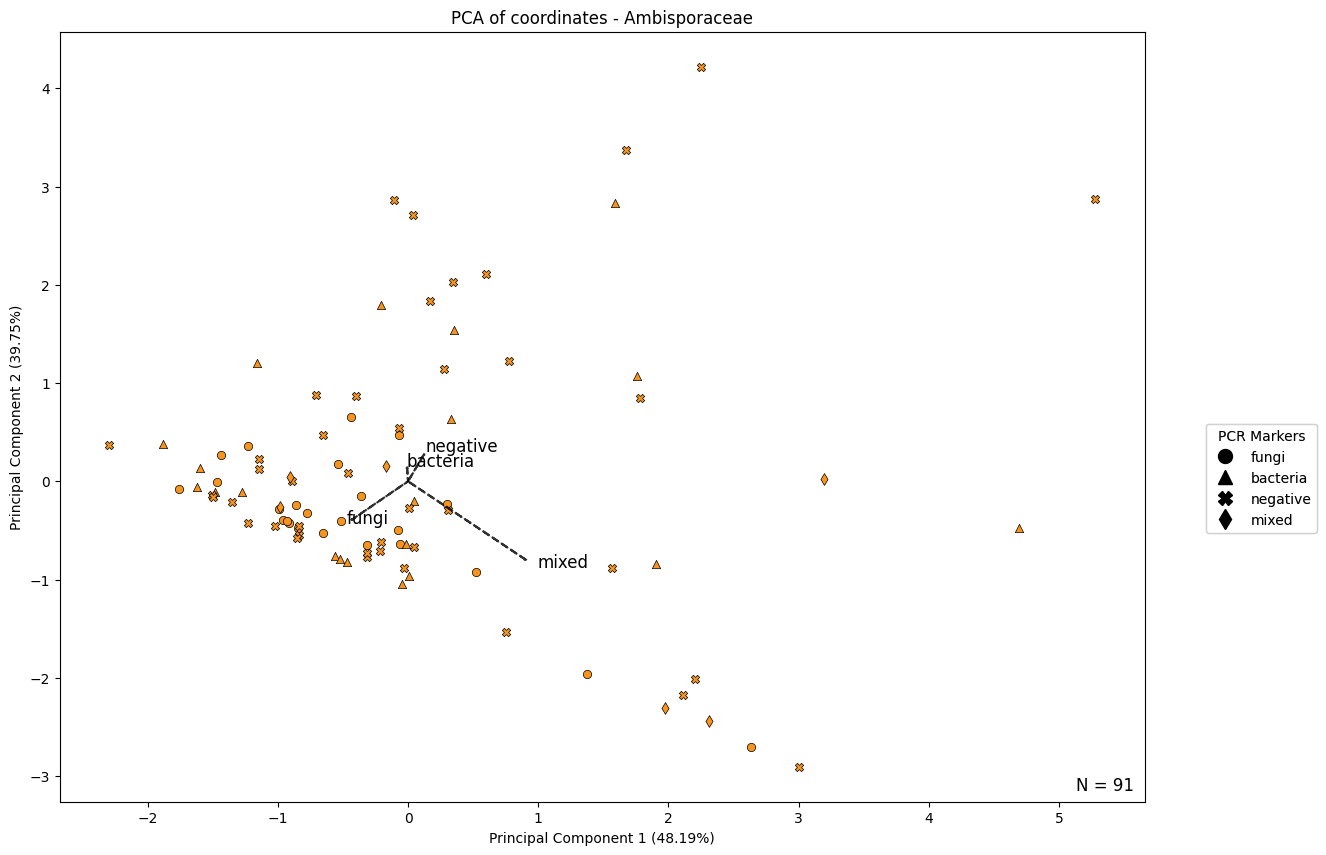 PCA of coordinates - Ambisporaceae
Principal Component 2 (39.75%)
4
3
2
1
0
−1
−2
−3
negative
bacteria
fungi
mixed
N = 91
−2
−1
0
1
2
3
4
5
Principal Component 1 (48.19%)
PCR Markers
fungi
bacteria
negative
mixed